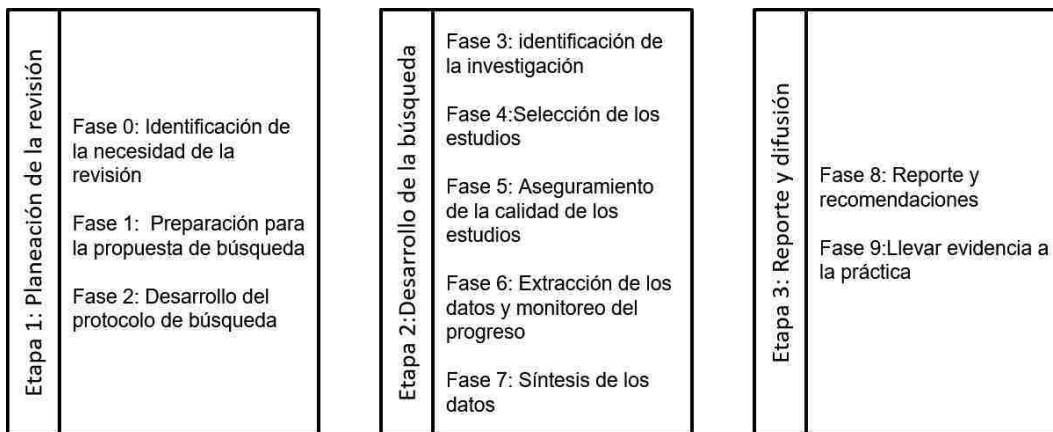 Etapa 1: Planeación de la revisión
Fase 0: Identificación de
la necesidad de la
revisión
Fase 1:  Preparación para
la propuesta de búsqueda
Fase 2: Desarrollo del
protocolo de búsqueda
Etapa 2:Desarrollo de la búsqueda
Fase 3: identificación de
la investigación
Fase 4:Selección de los
estudios
Fase 5: Aseguramiento
de la calidad de los
estudios
Fase 6: Extracción de los
datos y monitoreo del
progreso
Fase 7: Síntesis de los
datos
Etapa 3: Reporte y difusión
Fase 8: Reporte y
recomendaciones
Fase 9:Llevar evidencia a
la práctica